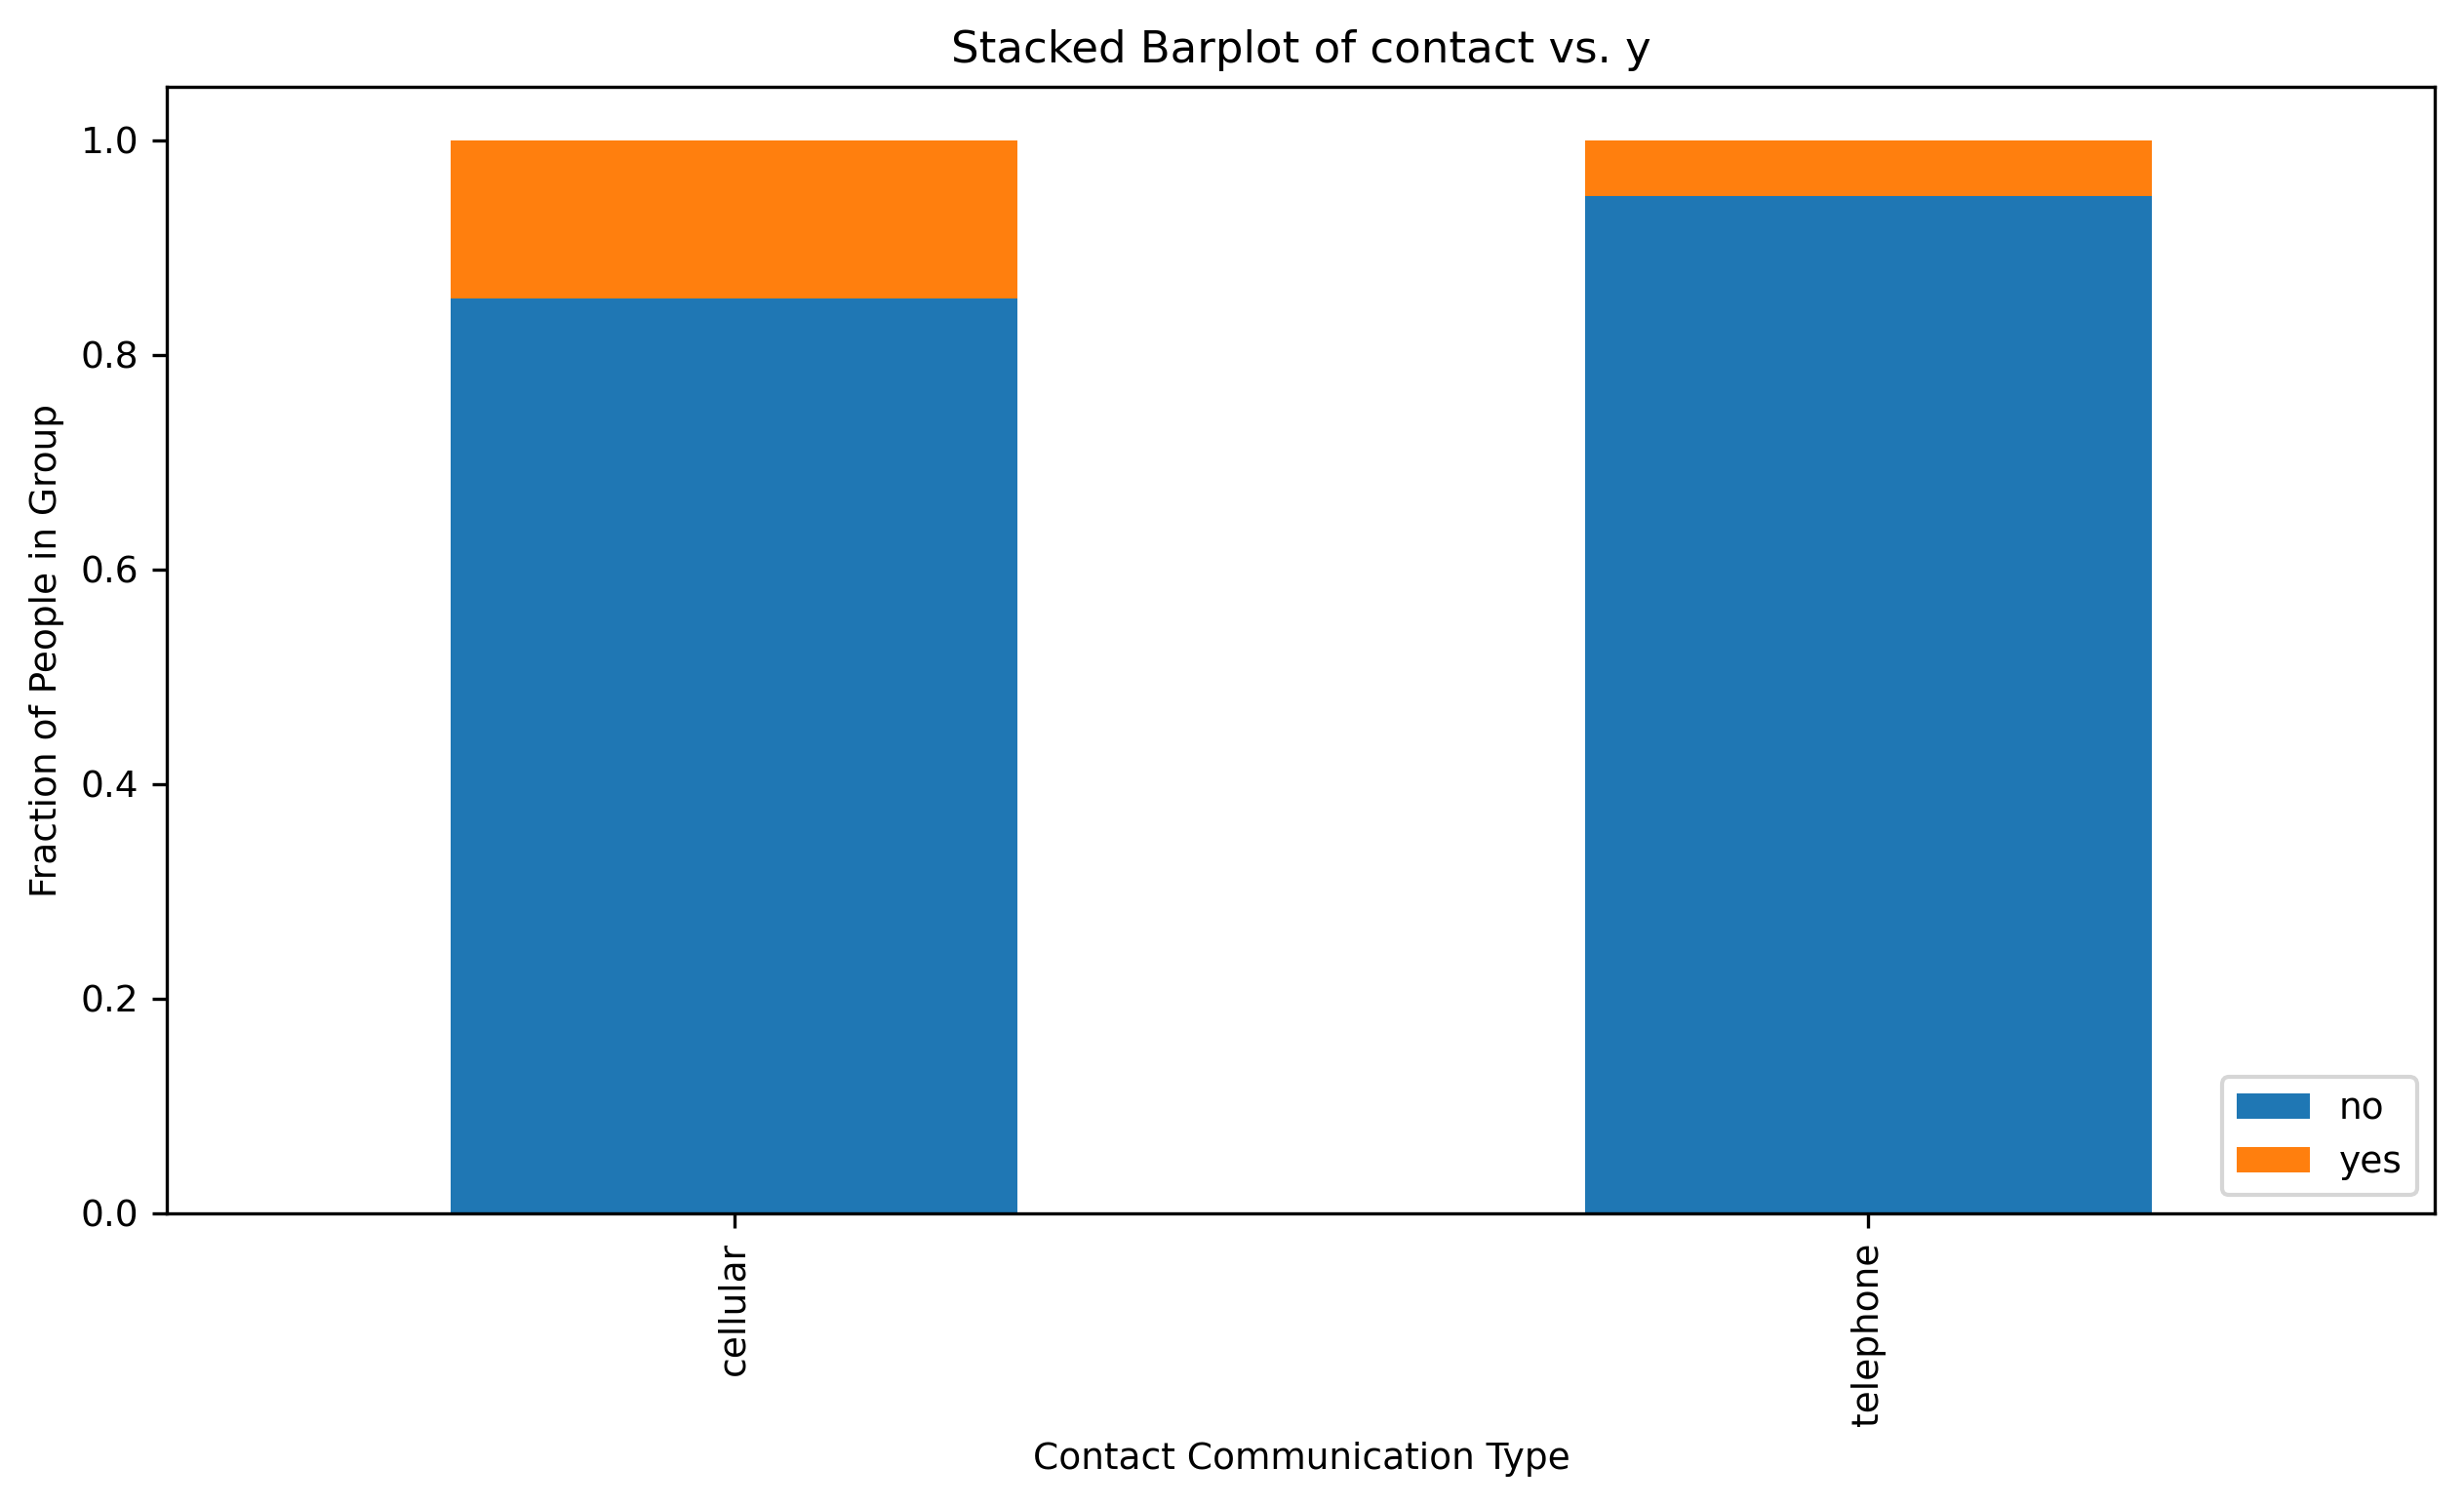 Stacked Barplot of contact vs. y
Fraction of People in Group
1.0
0.8
0.6
0.4
0.2
0.0
no
yes
cellular
telephone
Contact Communication Type